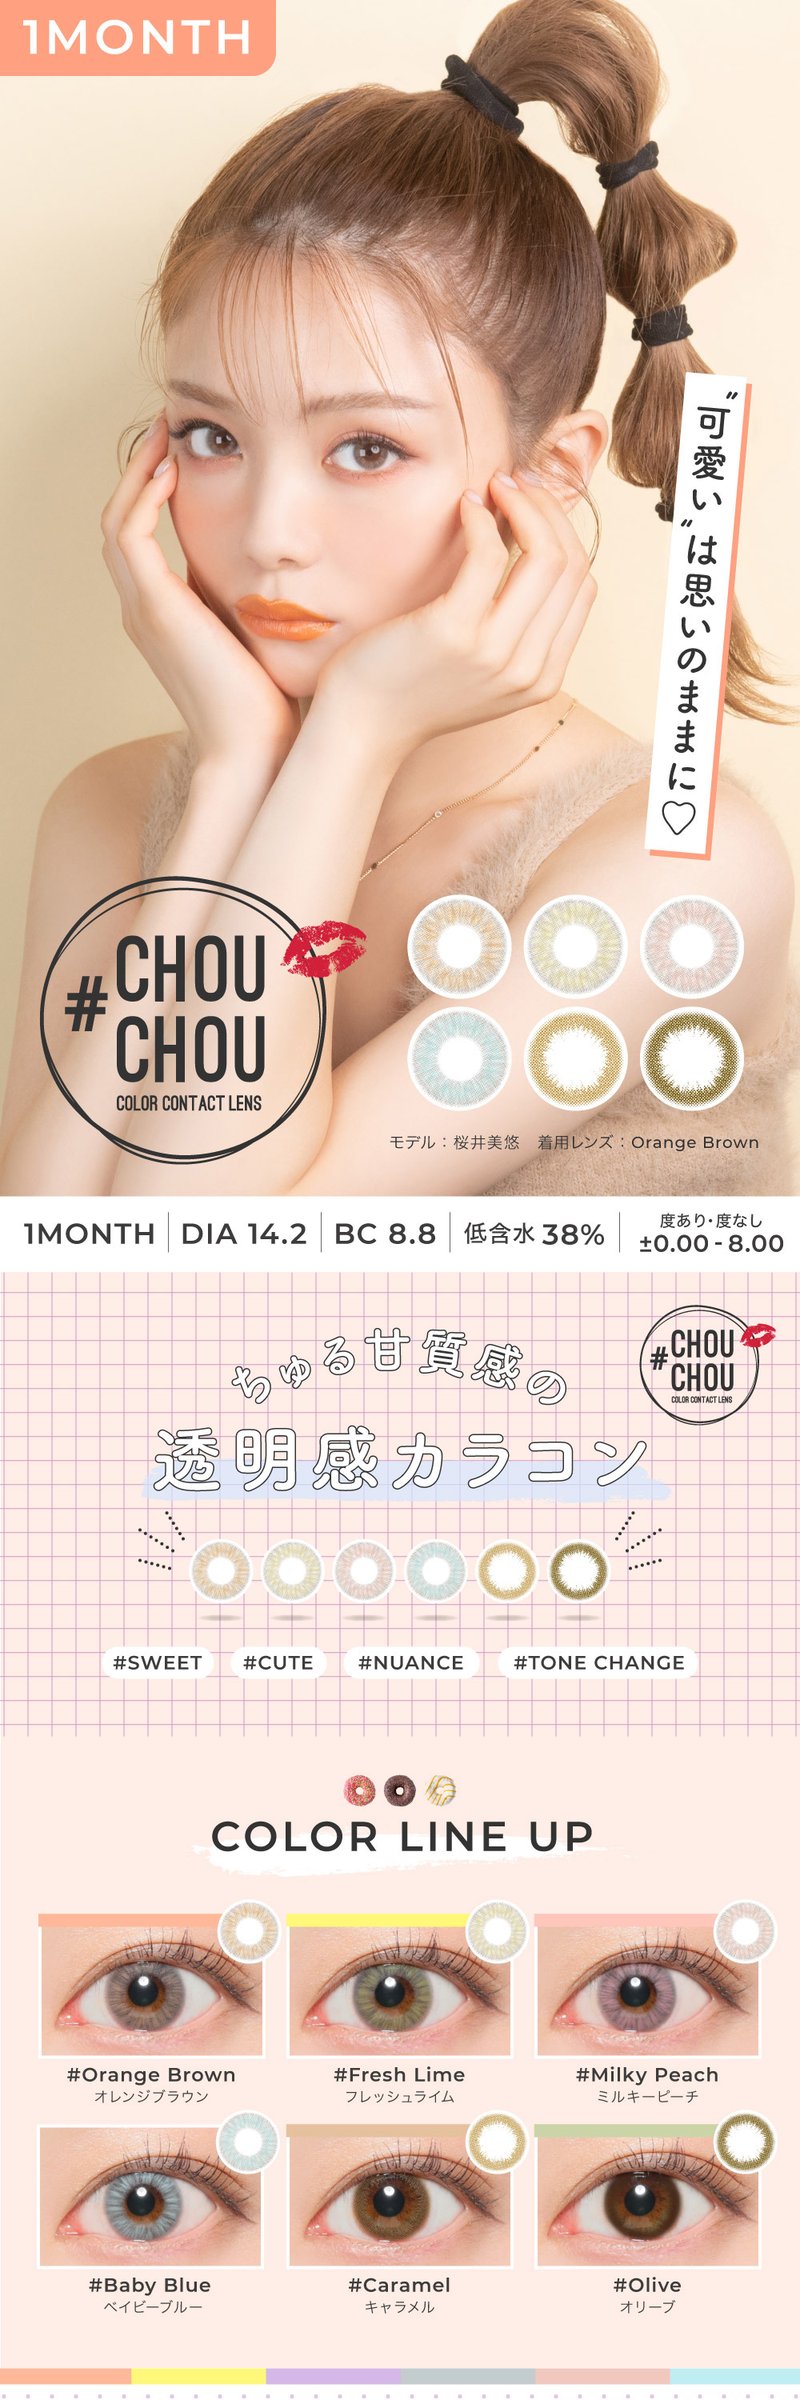 1MONTH
"可愛い"は思いのままに♡
#CHOU
CHOU
COLOR CONTACT LENS
モデル：桜井美悠　着用レンズ：Orange Brown
1MONTH
DIA 14.2
BC 8.8
低含水 38%
度あり・度なし
±0.00 - 8.00
#CHOU
CHOU
COLOR CONTACT LENS
ちゅる甘質感の
透明感カラコン
#SWEET
#CUTE
#NUANCE
#TONE CHANGE
COLOR LINE UP
#Orange Brown
オレンジブラウン
#Fresh Lime
フレッシュライム
#Milky Peach
ミルキーピーチ
#Baby Blue
ベイビーブルー
#Caramel
キャラメル
#Olive
オリーブ